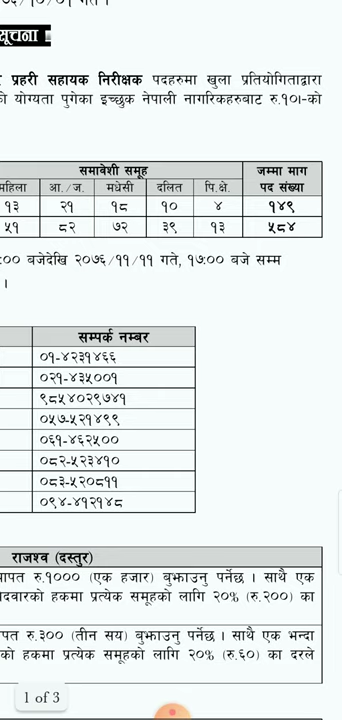 २०७६/१०/०१ गते ।
सूचना
प्रहरी सहायक निरीक्षक पदहरुमा खुला प्रतियोगिताद्वारा
योग्यता पुगेका इच्छुक नेपाली नागरिकहरुबाट रु.१०।-को
समावेशी समूह जम्मा माग
महिला आ./ज. मधेसी दलित पि.क्षे. पद संख्या
१३ २१ १८ १० ४ १४९
५१ ८२ ७२ ३९ १३ ५८४
:०० बजेदेखि २०७६/११/११ गते, १७:०० बजे सम्म
।
सम्पर्क नम्बर
०१-४२३१४६६
०२१-४३५००१
९८५४०२९७४१
०५७-५२१४९९
०६१-४६२५००
०८२-५२३४१०
०८३-५२०८११
०९४-४१२१४८
राजश्व (दस्तुर)
बापत रु.१००० (एक हजार) बुझाउनु पर्नेछ । साथै एक
हकमा प्रत्येक समूहको लागि २०% (रु.२००) का
रु.३०० (तीन सय) बुझाउनु पर्नेछ । साथै एक भन्दा
हकमा प्रत्येक समूहको लागि २०% (रु.६०) का दरले
1 of 3